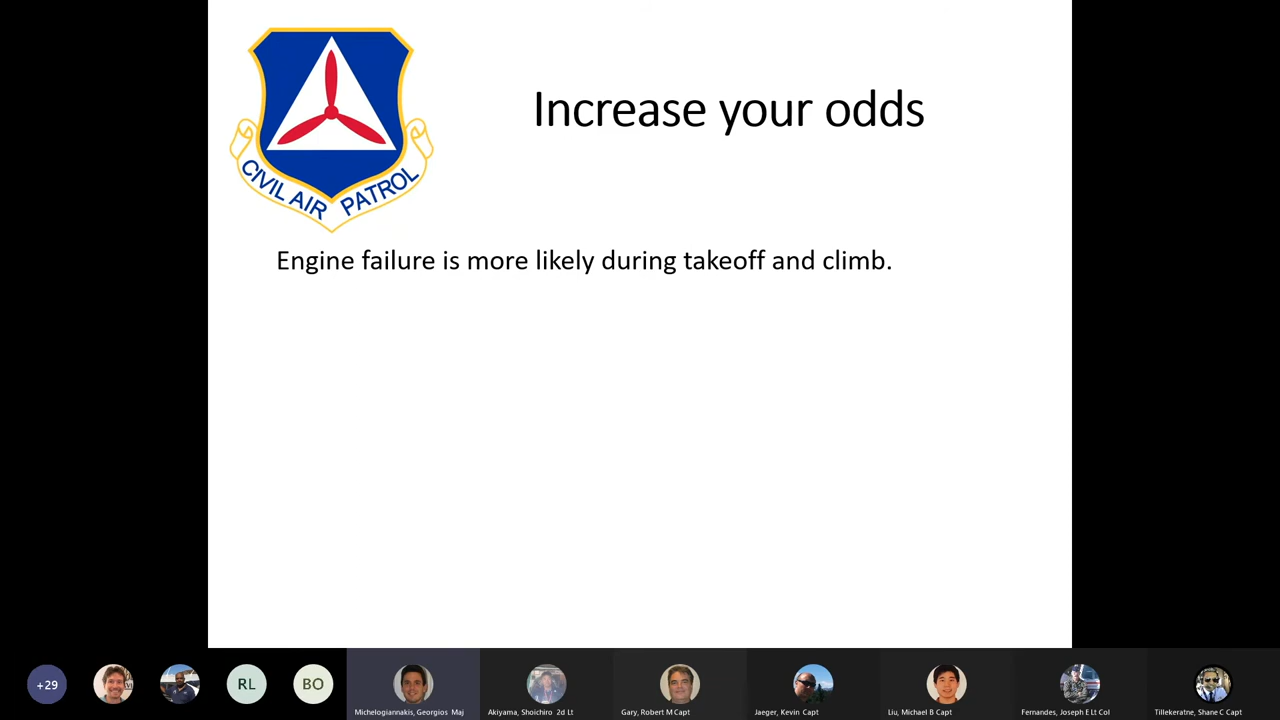 Increase your odds
CIVIL AIR PATROL
Engine failure is more likely during takeoff and climb.
+29
RL
BO
Michelogiannakis, Georgios Maj
Akiyama, Shoichiro 2d Lt
Gary, Robert M Capt
Jaeger, Kevin Capt
Liu, Michael B Capt
Fernandes, Joseph E Lt Col
Tillekeratne, Shane C Capt